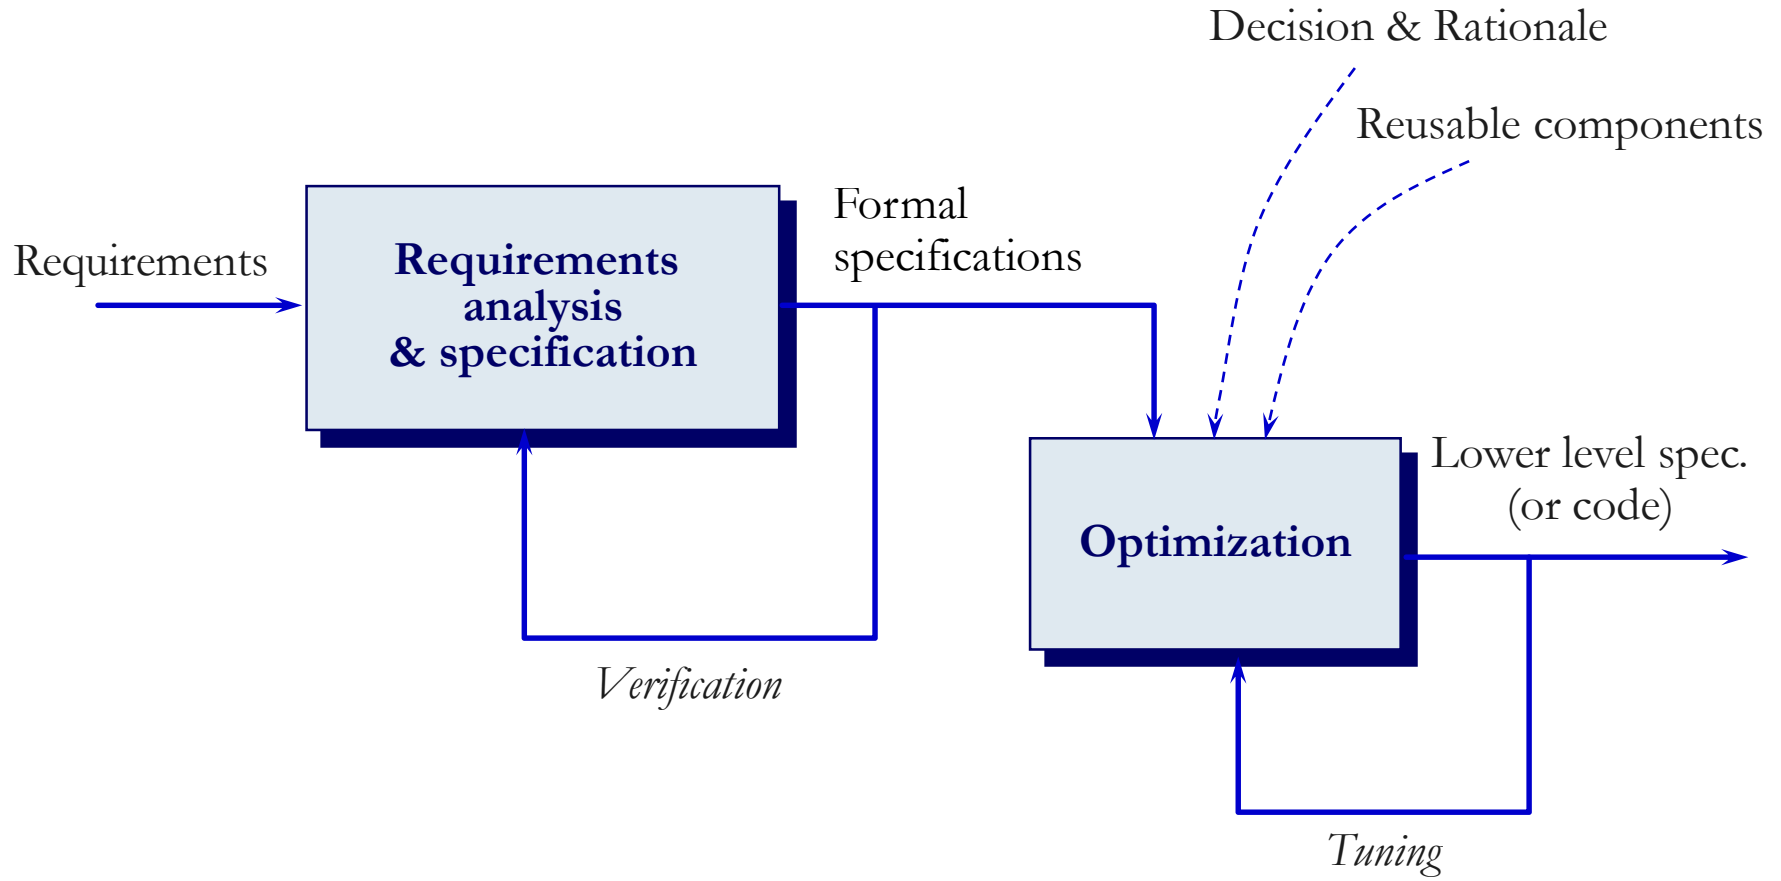 Decision & Rationale
Reusable components
Requirements
Requirements
analysis
& specification
Formal
specifications
Optimization
Lower level spec.
(or code)
Verification
Tuning